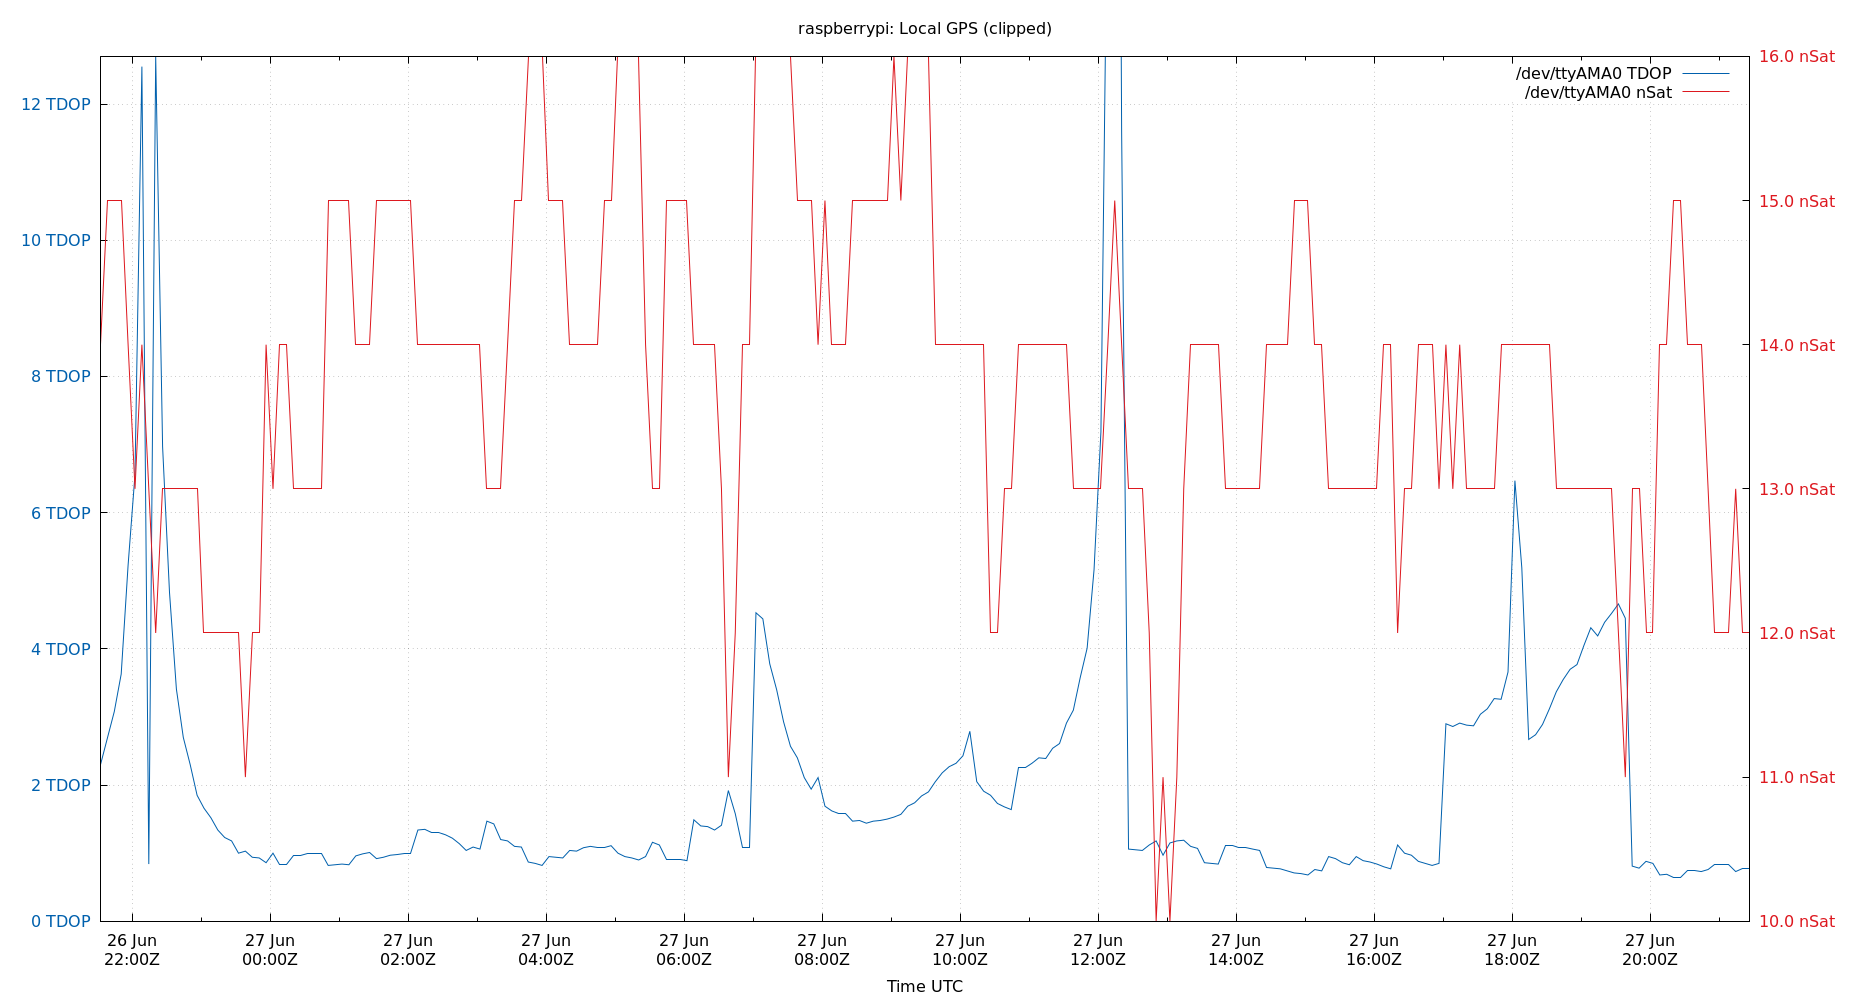 raspberrypi: Local GPS (clipped)
/dev/ttyAMA0 TDOP
/dev/ttyAMA0 nSat
12 TDOP
10 TDOP
8 TDOP
6 TDOP
4 TDOP
2 TDOP
0 TDOP
16.0 nSat
15.0 nSat
14.0 nSat
13.0 nSat
12.0 nSat
11.0 nSat
10.0 nSat
26 Jun
22:00Z
27 Jun
00:00Z
27 Jun
02:00Z
27 Jun
04:00Z
27 Jun
06:00Z
27 Jun
08:00Z
27 Jun
10:00Z
27 Jun
12:00Z
27 Jun
14:00Z
27 Jun
16:00Z
27 Jun
18:00Z
27 Jun
20:00Z
Time UTC